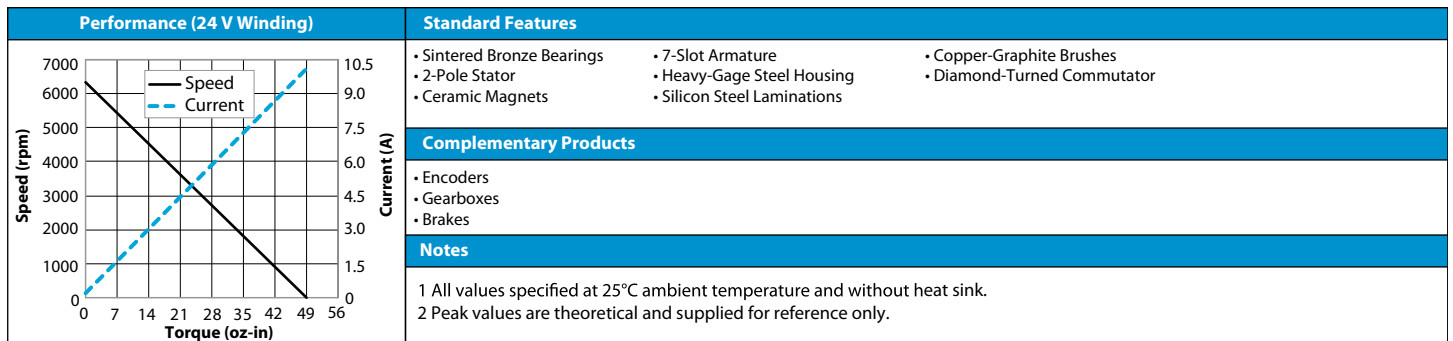 Performance (24 V Winding)
Speed (rpm)
7000
6000
5000
4000
3000
2000
1000
0
Speed
Current
10.5
9.0
7.5
6.0
4.5
3.0
1.5
0
Current (A)
0 7 14 21 28 35 42 49 56
Torque (oz-in)
Standard Features
• Sintered Bronze Bearings
• 2-Pole Stator
• Ceramic Magnets
• 7-Slot Armature
• Heavy-Gage Steel Housing
• Silicon Steel Laminations
• Copper-Graphite Brushes
• Diamond-Turned Commutator
Complementary Products
• Encoders
• Gearboxes
• Brakes
Notes
1 All values specified at 25°C ambient temperature and without heat sink.
2 Peak values are theoretical and supplied for reference only.